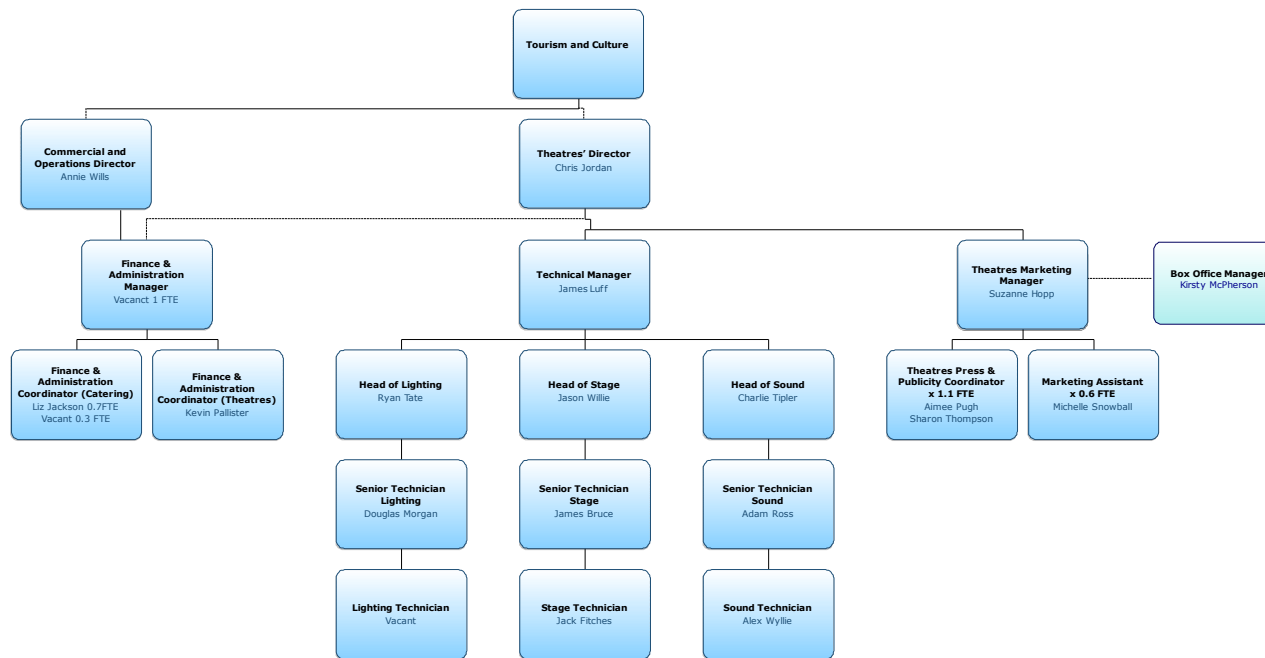 Tourism and Culture
Commercial and
Operations Director
Annie Wills
Theatres’ Director
Chris Jordan
Finance &
Administration
Manager
Vacanct 1 FTE
Technical Manager
James Luff
Theatres Marketing
Manager
Suzanne Hopp
Box Office Manager
Kirsty McPherson
Finance &
Administration
Coordinator (Catering)
Liz Jackson 0.7FTE
Vacant 0.3 FTE
Finance &
Administration
Coordinator (Theatres)
Kevin Pallister
Head of Lighting
Ryan Tate
Head of Stage
Jason Willie
Head of Sound
Charlie Tipler
Theatres Press &
Publicity Coordinator
x 1.1 FTE
Aimee Pugh
Sharon Thompson
Marketing Assistant
x 0.6 FTE
Michelle Snowball
Senior Technician
Lighting
Douglas Morgan
Senior Technician
Stage
James Bruce
Senior Technician
Sound
Adam Ross
Lighting Technician
Vacant
Stage Technician
Jack Fitches
Sound Technician
Alex Wyllie